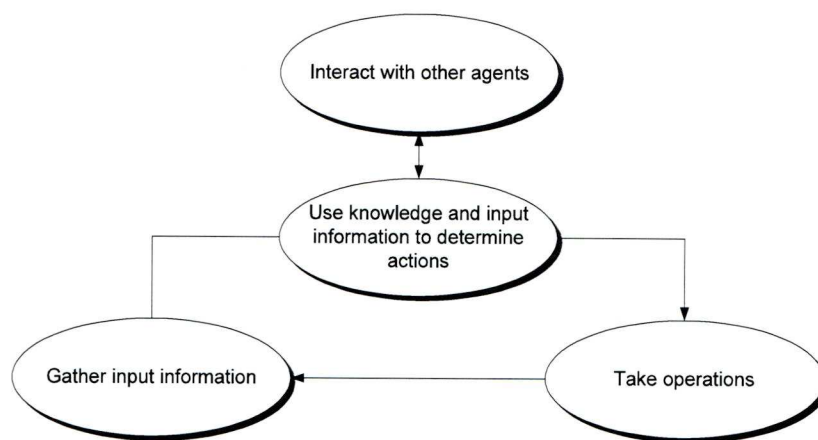 Interact with other agents
Use knowledge and input
information to determine
actions
Gather input information
Take operations